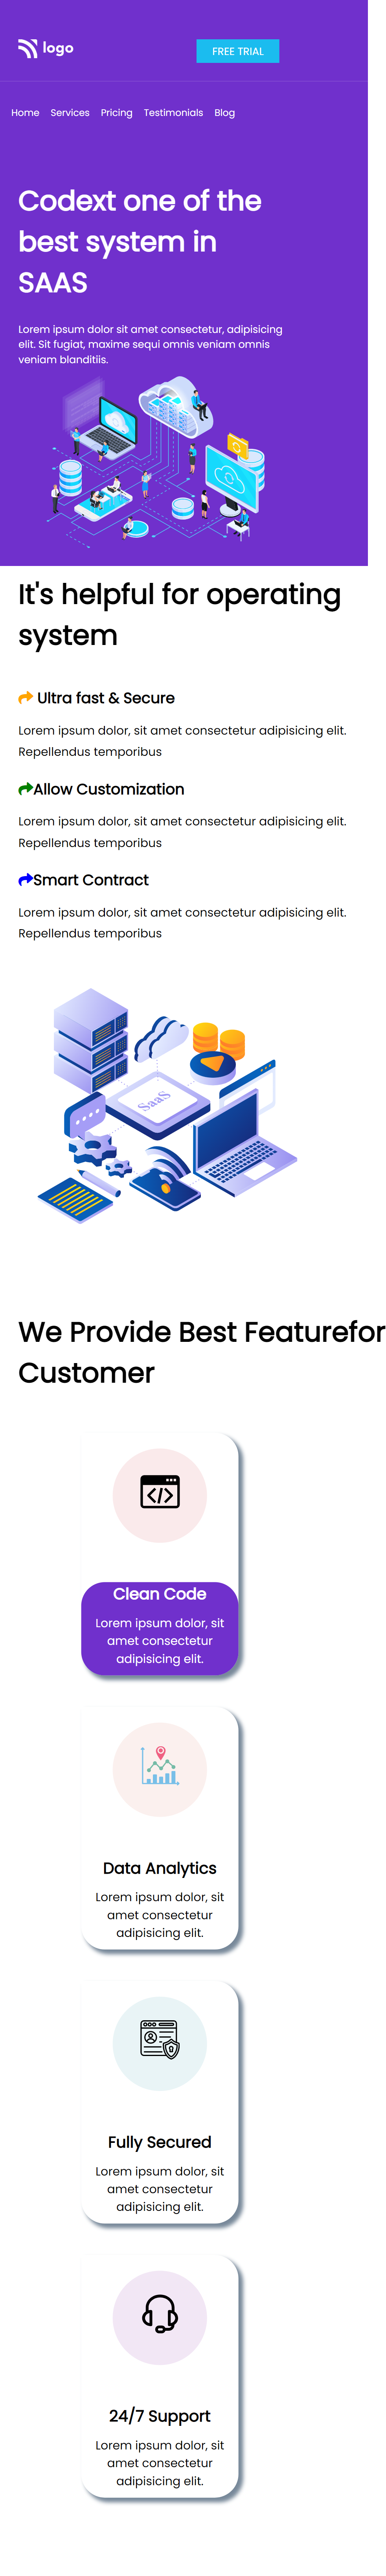 logo
FREE TRIAL
Home Services Pricing Testimonials Blog
Codext one of the
best system in
SAAS
Lorem ipsum dolor sit amet consectetur, adipisicing
elit. Sit fugiat, maxime sequi omnis veniam omnis
veniam blanditiis.
It's helpful for operating
system
Ultra fast & Secure
Lorem ipsum dolor, sit amet consectetur adipisicing elit.
Repellendus temporibus
Allow Customization
Lorem ipsum dolor, sit amet consectetur adipisicing elit.
Repellendus temporibus
Smart Contract
Lorem ipsum dolor, sit amet consectetur adipisicing elit.
Repellendus temporibus
SaaS
We Provide Best Featurefor
Customer
Clean Code
Lorem ipsum dolor, sit
amet consectetur
adipisicing elit.
Data Analytics
Lorem ipsum dolor, sit
amet consectetur
adipisicing elit.
Fully Secured
Lorem ipsum dolor, sit
amet consectetur
adipisicing elit.
24/7 Support
Lorem ipsum dolor, sit
amet consectetur
adipisicing elit.